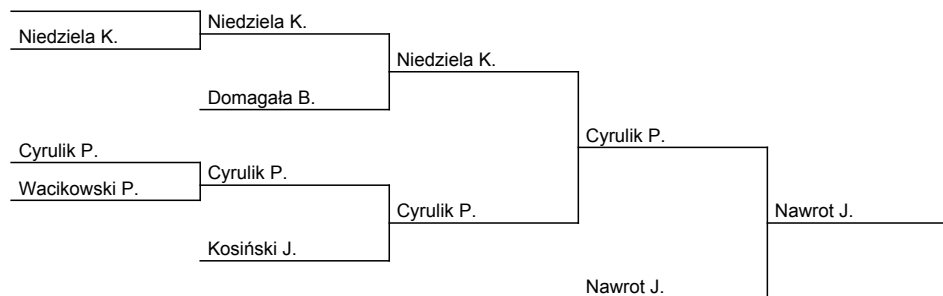 Niedziela K.
Niedziela K.
Niedziela K.
Domagała B.
Cyrulik P.
Cyrulik P.
Wacikowski P.
Cyrulik P.
Cyrulik P.
Nawrot J.
Kosiński J.
Nawrot J.